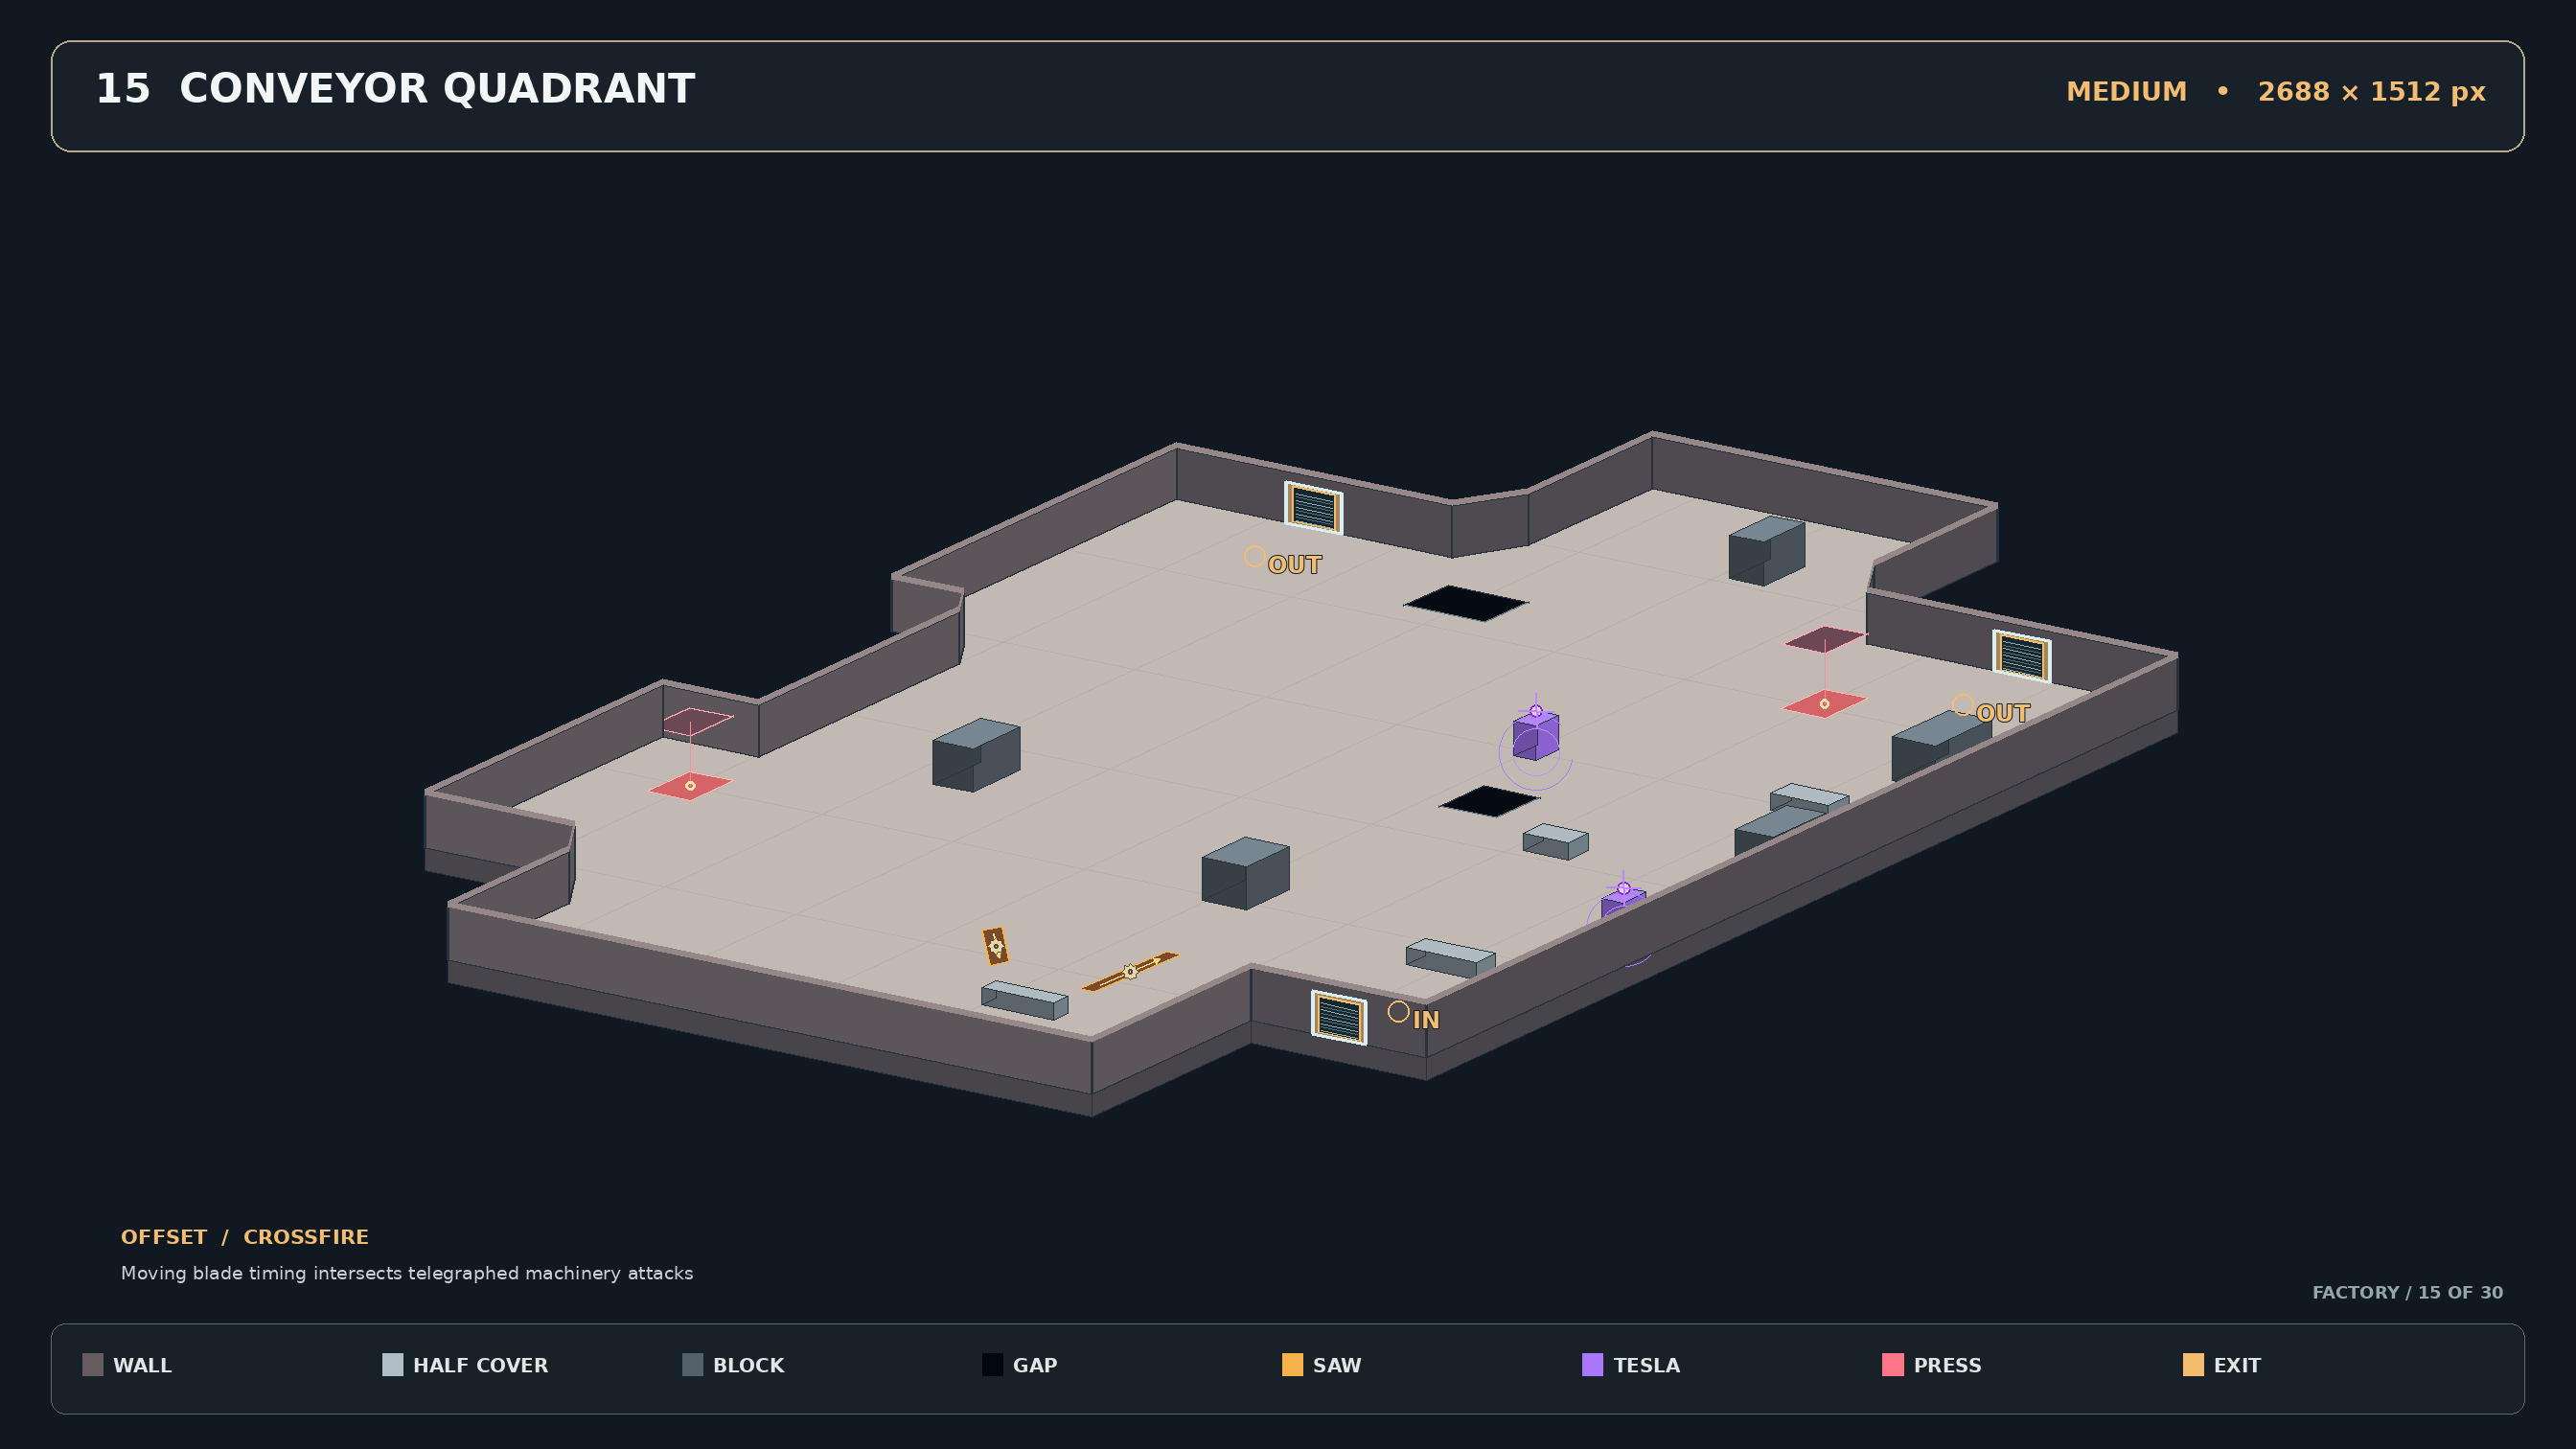 15 CONVEYOR QUADRANT
MEDIUM • 2688 × 1512 px
OUT
OUT
IN
OFFSET / CROSSFIRE
Moving blade timing intersects telegraphed machinery attacks
FACTORY / 15 OF 30
WALL
HALF COVER
BLOCK
GAP
SAW
TESLA
PRESS
EXIT